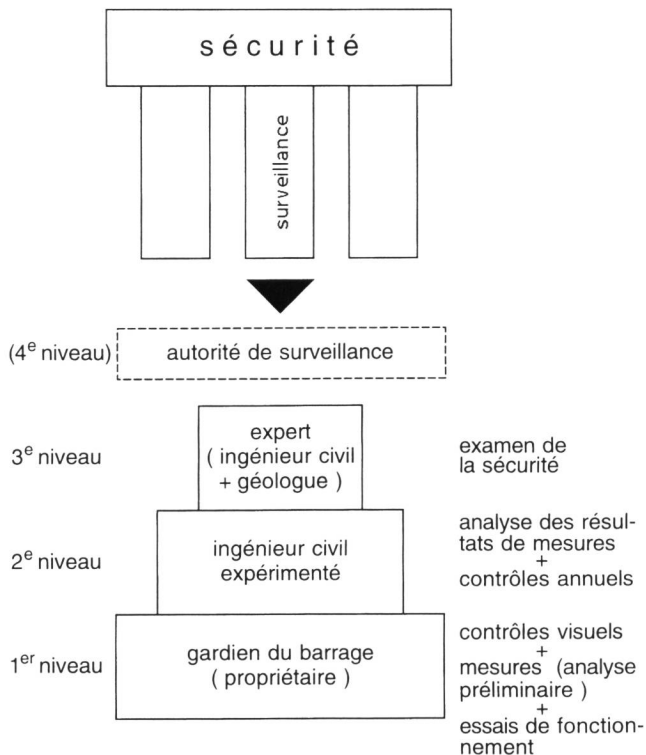 sécurité
surveillance
(4e niveau)
autorité de surveillance
3e niveau
expert
( ingénieur civil
+ géologue )
examen de
la sécurité
2e niveau
ingénieur civil
expérimenté
analyse des résul-
tats de mesures
+
contrôles annuels
1er niveau
gardien du barrage
( propriétaire )
contrôles visuels
+
mesures (analyse
préliminaire )
+
essais de fonction-
nement